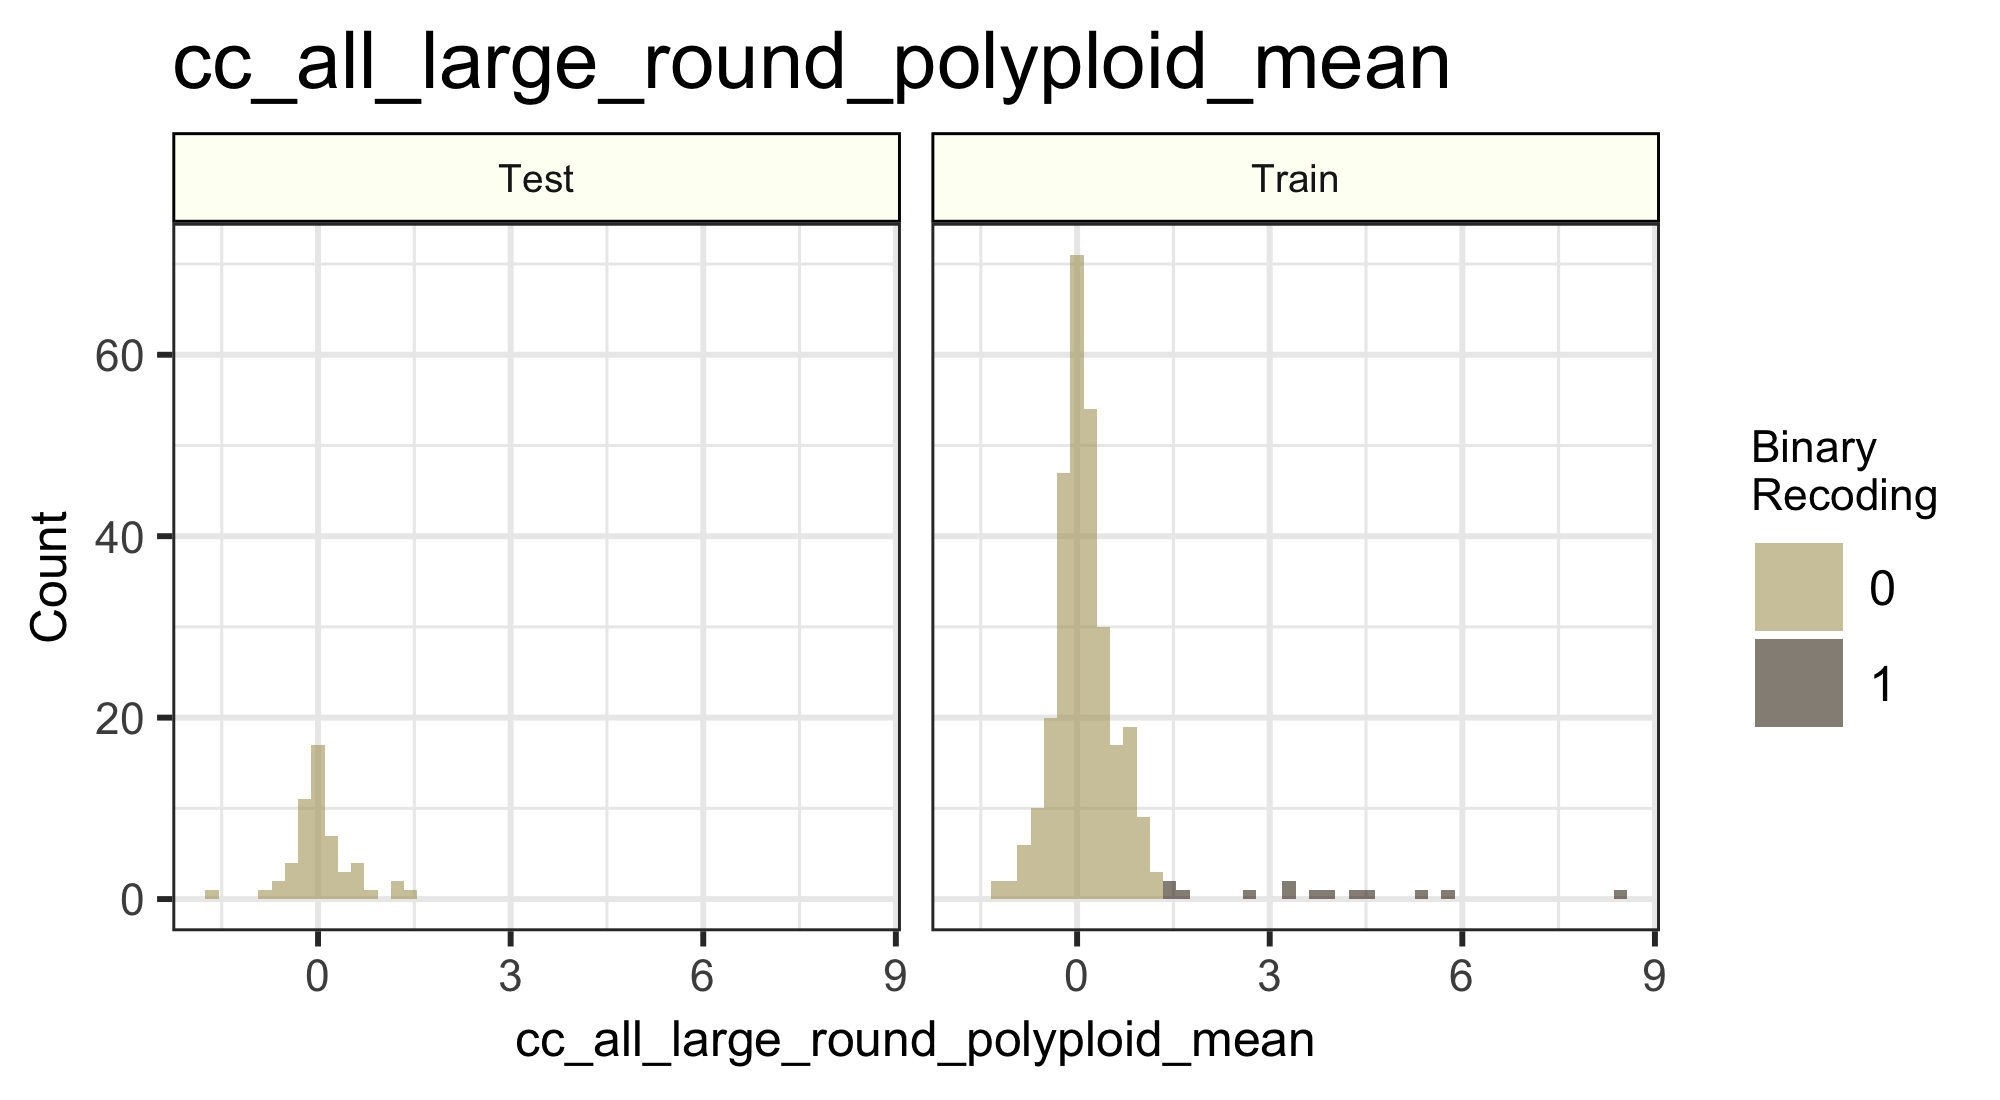 cc_all_large_round_polyploid_mean
Test
Train
60
40
20
0
Count
0
3
6
9
0
3
6
9
cc_all_large_round_polyploid_mean
Binary
Recoding
0
1